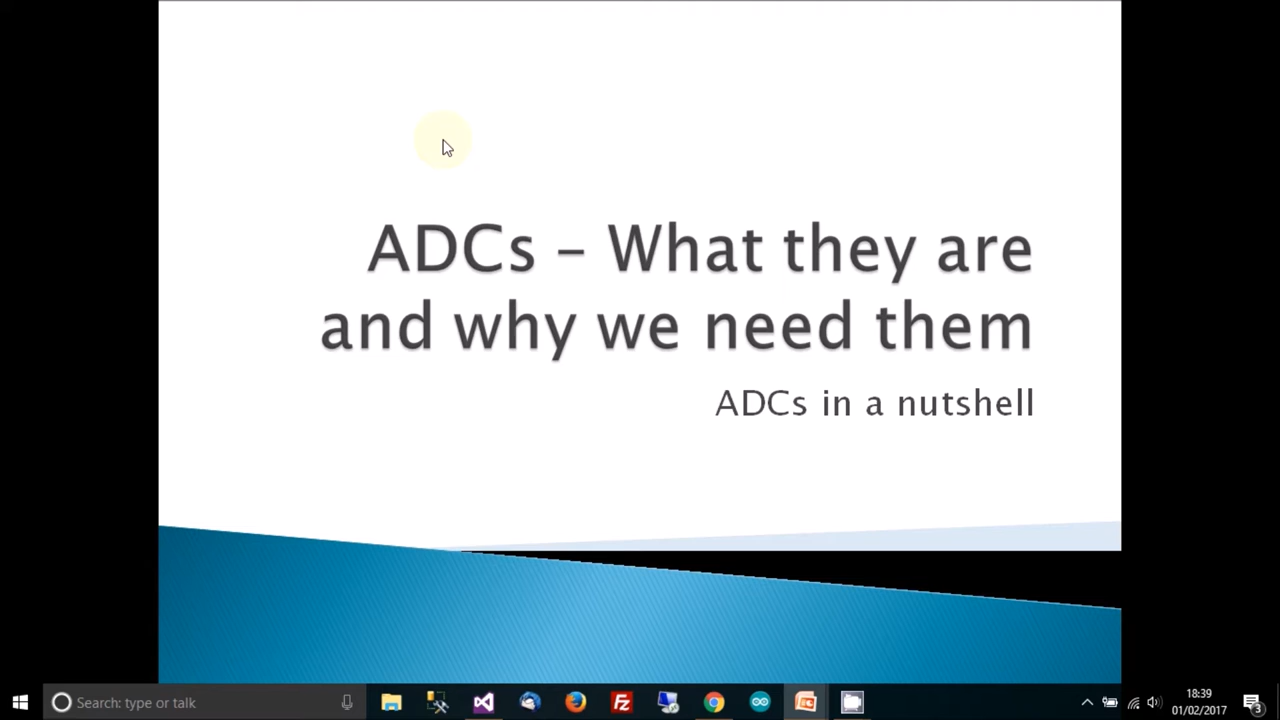 ADCs – What they are
and why we need them
ADCs in a nutshell
Search: type or talk
18:39
01/02/2017
3